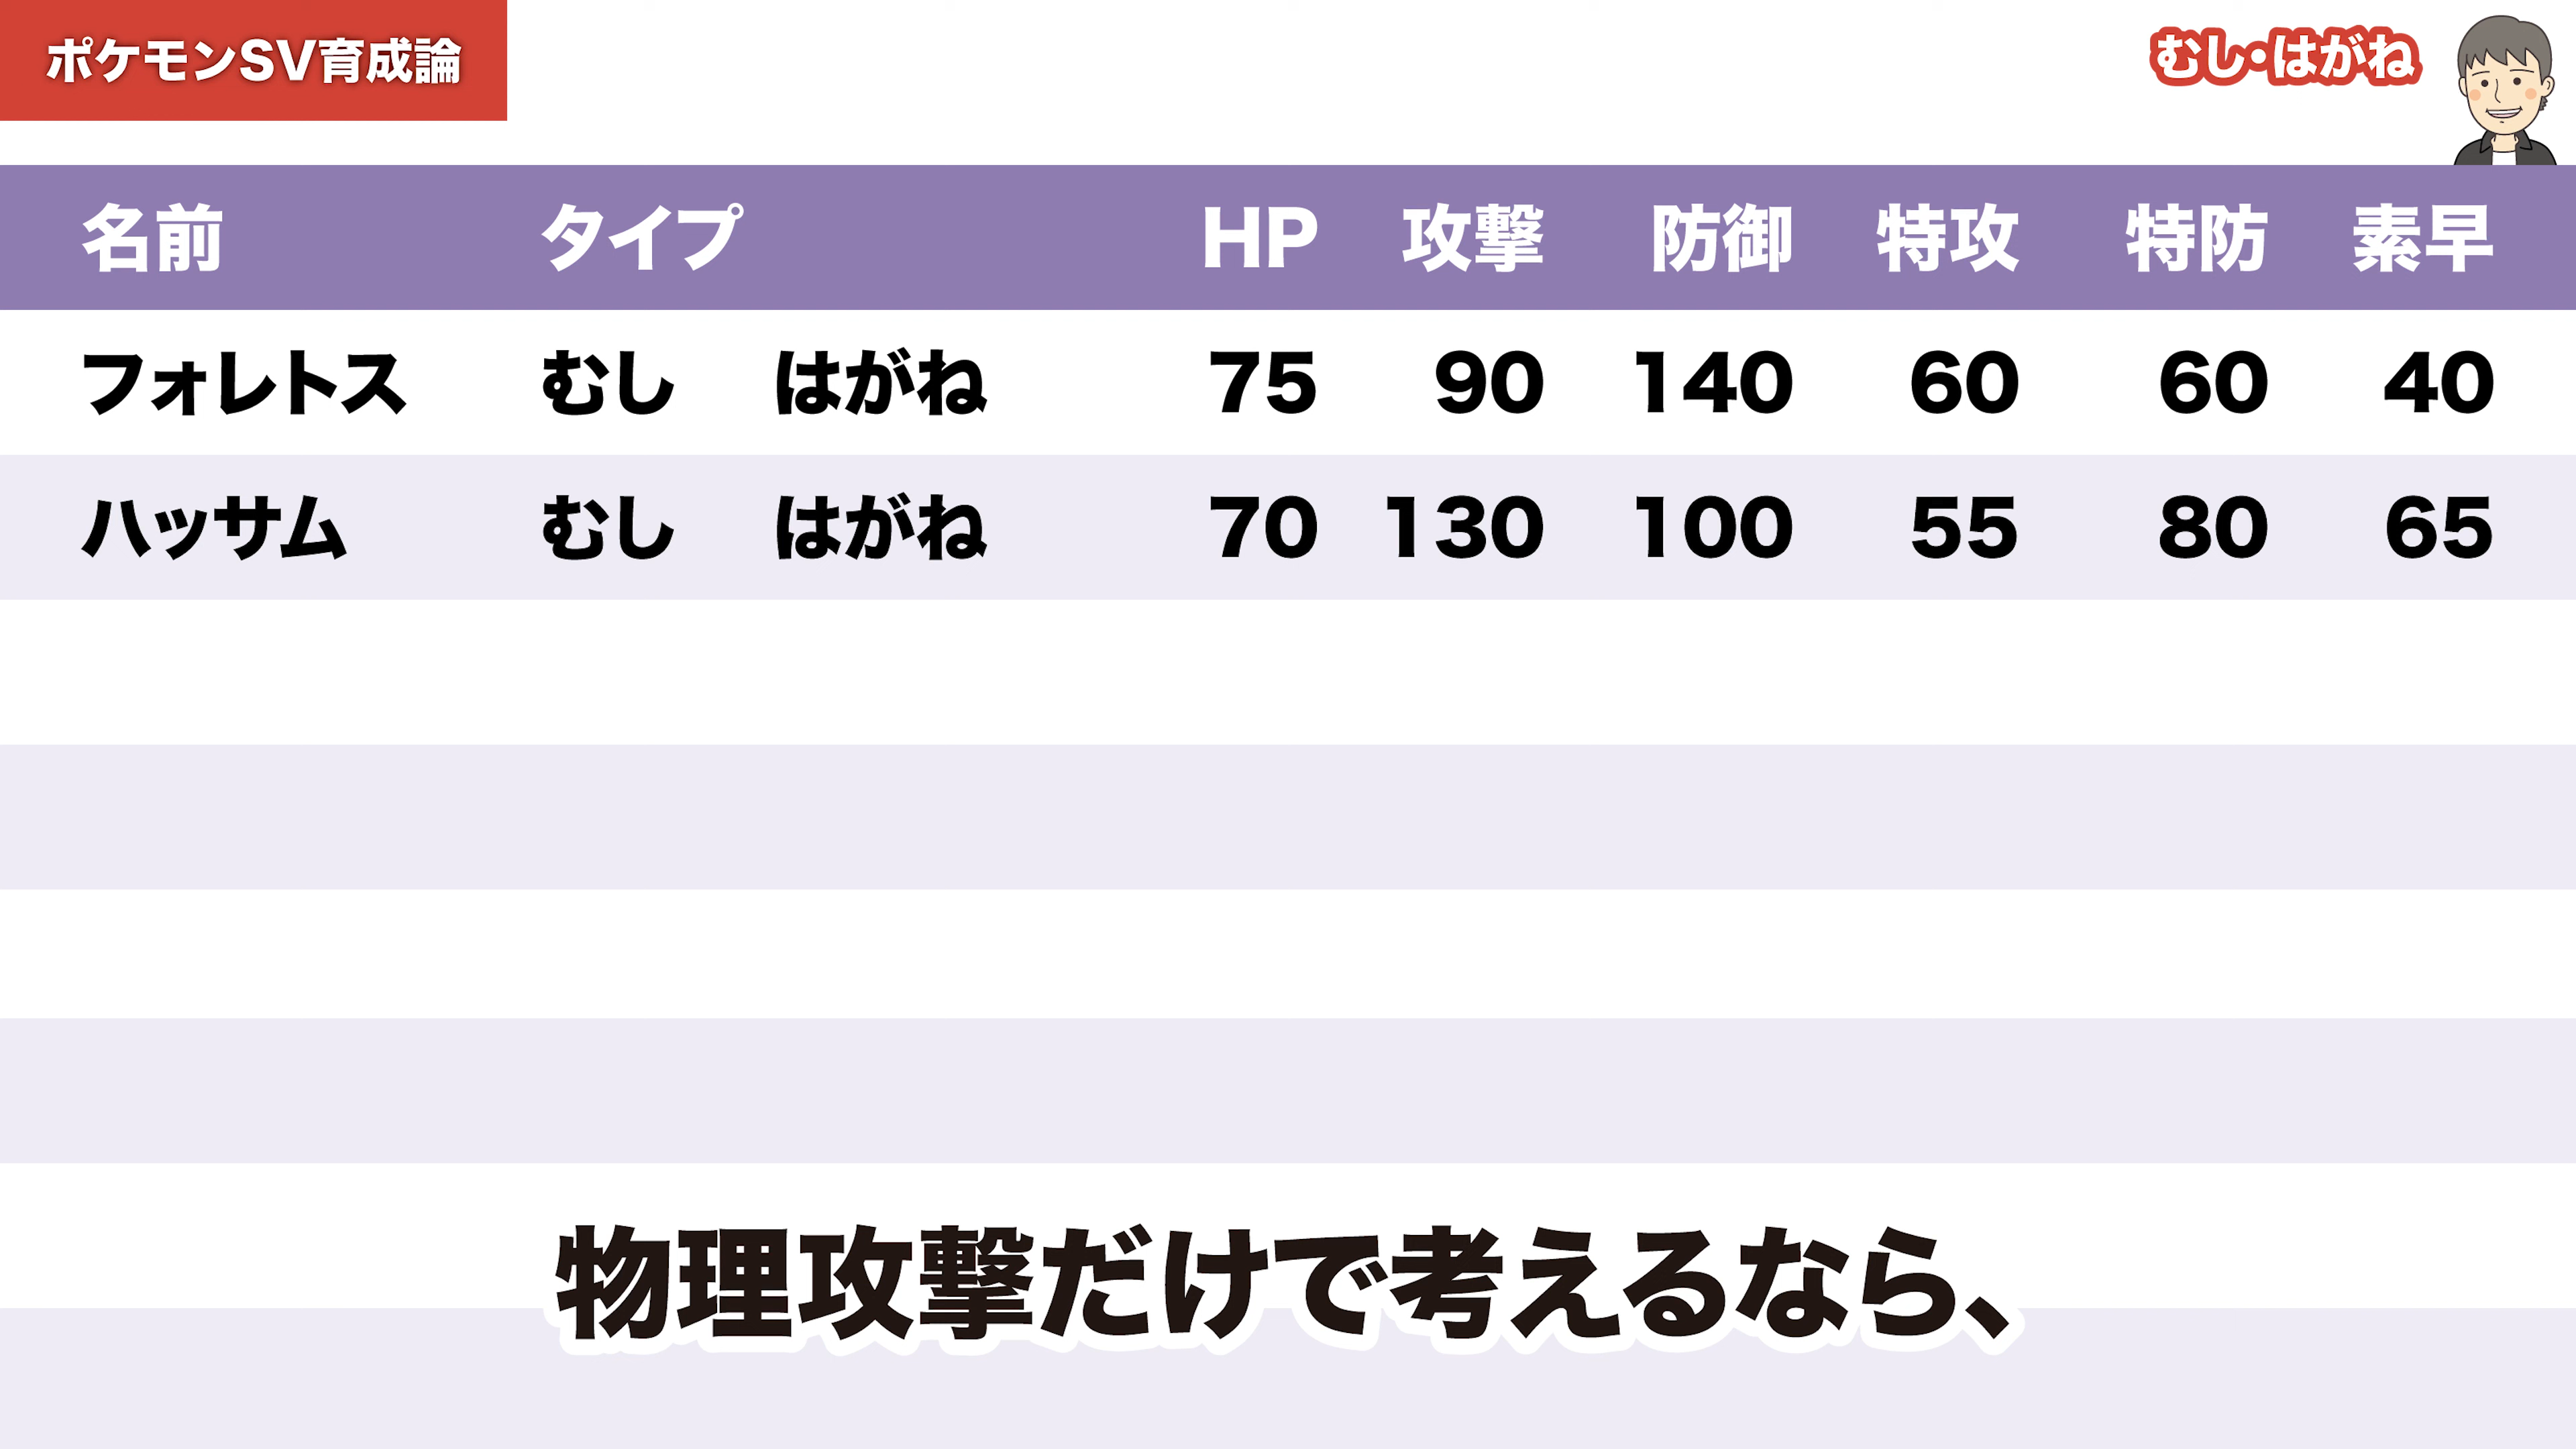 ポケモンSV育成論
むし・はがね
名前 タイプ HP 攻撃 防御 特攻 特防 素早
フォレトス むし はがね 75 90 140 60 60 40
ハッサム むし はがね 70 130 100 55 80 65
物理攻撃だけで考えるなら、